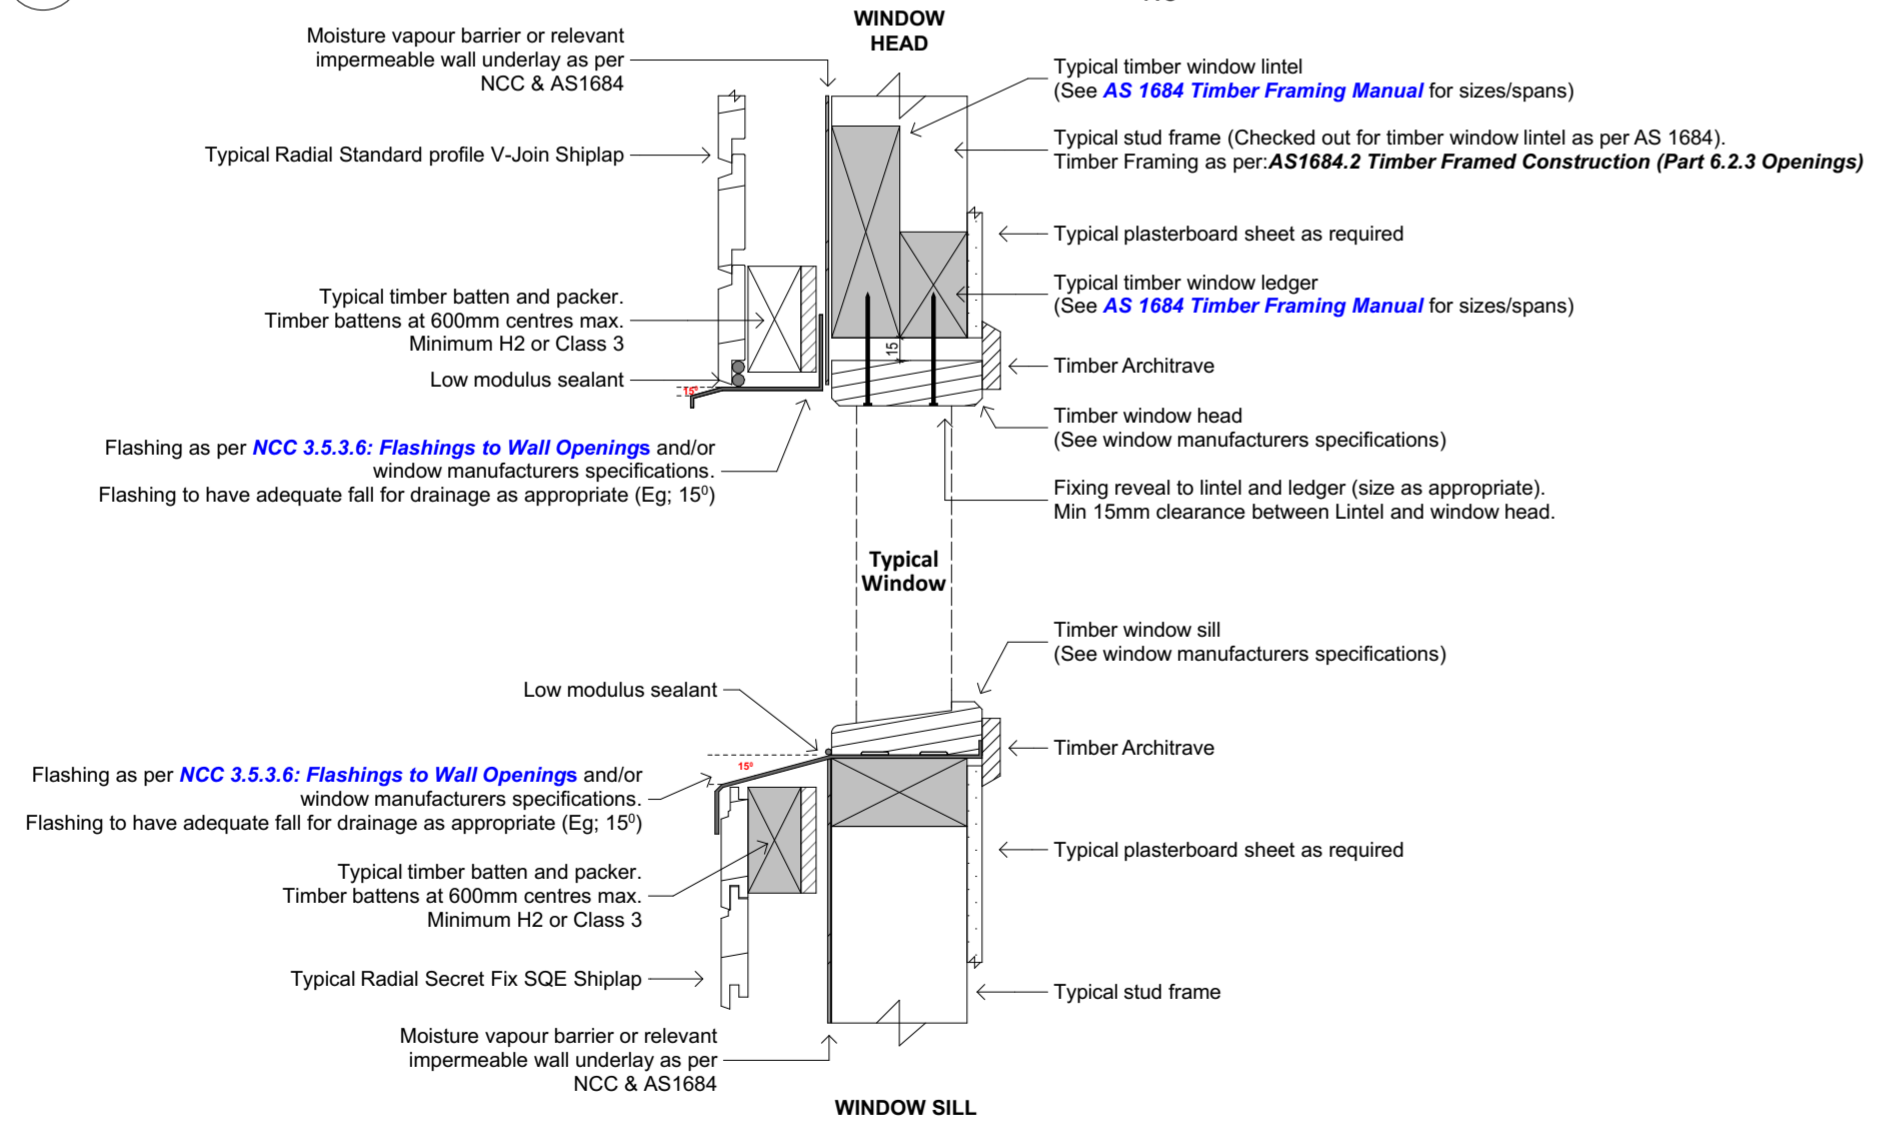 WINDOW
HEAD
Moisture vapour barrier or relevant
impermeable wall underlay as per
NCC & AS1684
Typical Radial Standard profile V-Join Shiplap
Typical timber batten and packer.
Timber battens at 600mm centres max.
Minimum H2 or Class 3
Low modulus sealant
15⁰
Flashing as per NCC 3.5.3.6: Flashings to Wall Openings and/or
window manufacturers specifications.
Flashing to have adequate fall for drainage as appropriate (Eg; 15⁰)
Typical timber window lintel
(See AS 1684 Timber Framing Manual for sizes/spans)
Typical stud frame (Checked out for timber window lintel as per AS 1684).
Timber Framing as per:AS1684.2 Timber Framed Construction (Part 6.2.3 Openings)
Typical plasterboard sheet as required
Typical timber window ledger
(See AS 1684 Timber Framing Manual for sizes/spans)
15
Timber Architrave
Timber window head
(See window manufacturers specifications)
Fixing reveal to lintel and ledger (size as appropriate).
Min 15mm clearance between Lintel and window head.
Typical
Window
Timber window sill
(See window manufacturers specifications)
Low modulus sealant
15⁰
Timber Architrave
Flashing as per NCC 3.5.3.6: Flashings to Wall Openings and/or
window manufacturers specifications.
Flashing to have adequate fall for drainage as appropriate (Eg; 15⁰)
Typical timber batten and packer.
Timber battens at 600mm centres max.
Minimum H2 or Class 3
Typical plasterboard sheet as required
Typical Radial Secret Fix SQE Shiplap
Typical stud frame
Moisture vapour barrier or relevant
impermeable wall underlay as per
NCC & AS1684
WINDOW SILL